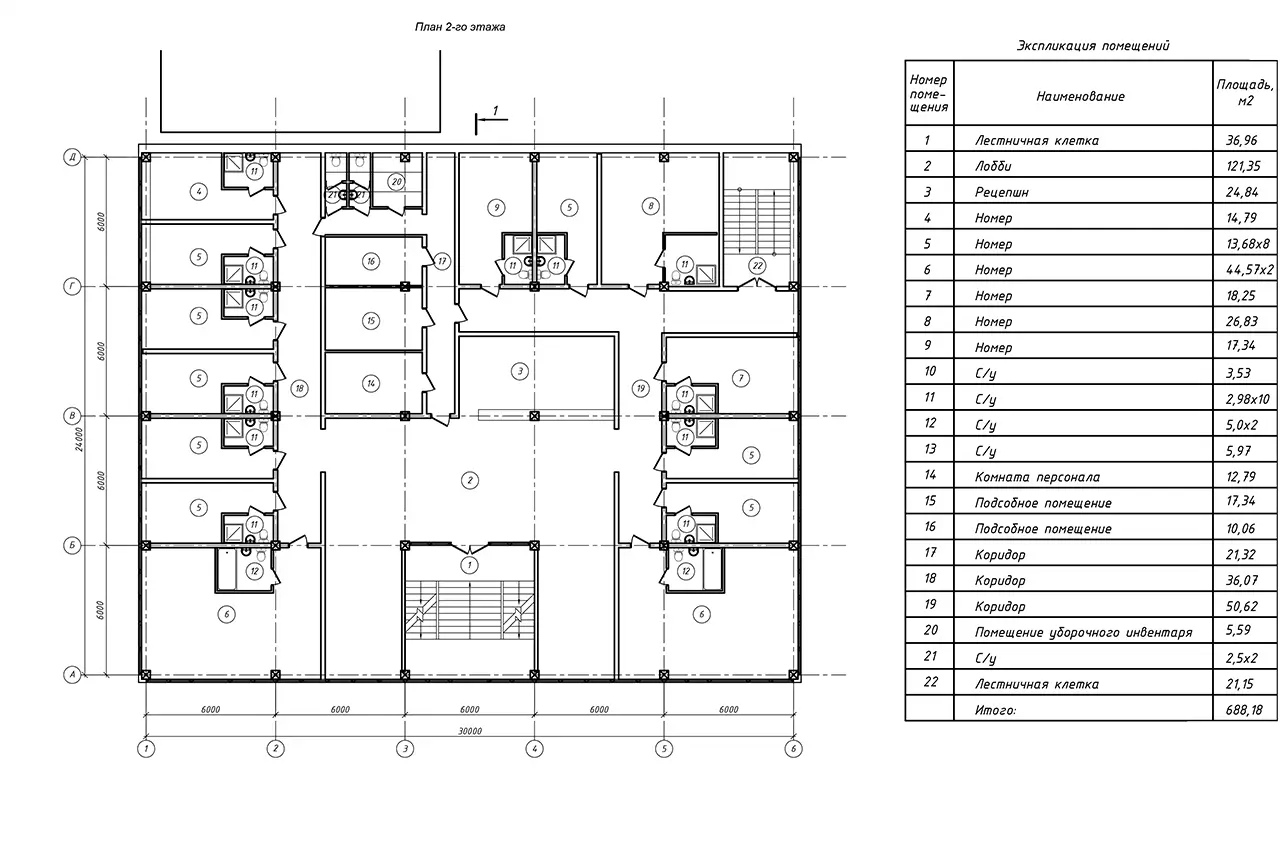 План 2-го этажа
1
Д
4
11
21
21
20
9
5
8
6000
5
11
16
17
11
11
11
22
Г
11
5
15
6000
3
5
11
18
14
19
11
7
В
24000
11
11
5
2
5
6000
5
11
11
5
Б
12
1
12
6
6
6000
А
6000
6000
6000
6000
6000
30000
1
2
3
4
5
6
Экспликация помещений
Номер поме-щения Наименование Площадь, м2
1 Лестничная клетка 36,96
2 Лобби 121,35
3 Рецепшн 24,84
4 Номер 14,79
5 Номер 13,68х8
6 Номер 44,57х2
7 Номер 18,25
8 Номер 26,83
9 Номер 17,34
10 С/у 3,53
11 С/у 2,98х10
12 С/у 5,0х2
13 С/у 5,97
14 Комната персонала 12,79
15 Подсобное помещение 17,34
16 Подсобное помещение 10,06
17 Коридор 21,32
18 Коридор 36,07
19 Коридор 50,62
20 Помещение уборочного инвентаря 5,59
21 С/у 2,5х2
22 Лестничная клетка 21,15
Итого: 688,18